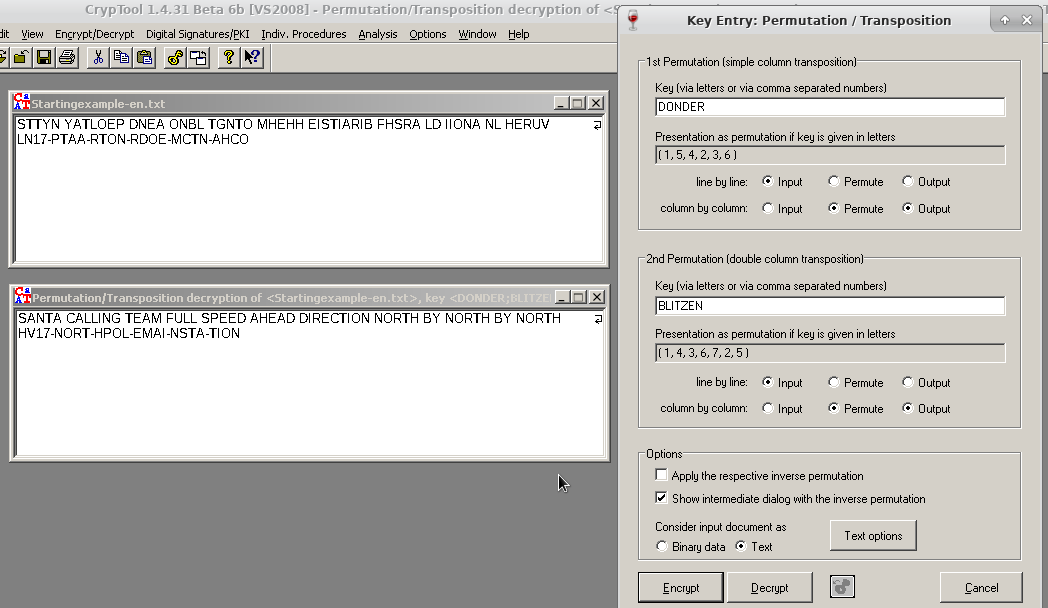 CrypTool 1.4.31 Beta 6b [VS2008] - Permutation/Transposition decryption of <S
dit View Encrypt/Decrypt Digital Signatures/PKI Indiv. Procedures Analysis Options Window Help
Startingexample-en.txt
STTYN YATLOEP DNEA ONBL TGNTO MHEHH EISTIARIB FHSRA LD IIONA NL HERUV
LN17-PTAA-RTON-RDOE-MCTN-AHCO
Permutation/Transposition decryption of <Startingexample-en.txt>, key <DONDER;BLITZE
SANTA CALLING TEAM FULL SPEED AHEAD DIRECTION NORTH BY NORTH BY NORTH
HV17-NORT-HPOL-EMAI-NSTA-TION
Key Entry: Permutation / Transposition
1st Permutation (simple column transposition)
Key (via letters or via comma separated numbers)
DONDER
Presentation as permutation if key is given in letters
( 1, 5, 4, 2, 3, 6 )
line by line: Input Permute Output
column by column: Input Permute Output
2nd Permutation (double column transposition)
Key (via letters or via comma separated numbers)
BLITZEN
Presentation as permutation if key is given in letters
( 1, 4, 3, 6, 7, 2, 5 )
line by line: Input Permute Output
column by column: Input Permute Output
Options
Apply the respective inverse permutation
Show intermediate dialog with the inverse permutation
Consider input document as
Binary data Text
Text options
Encrypt Decrypt Cancel